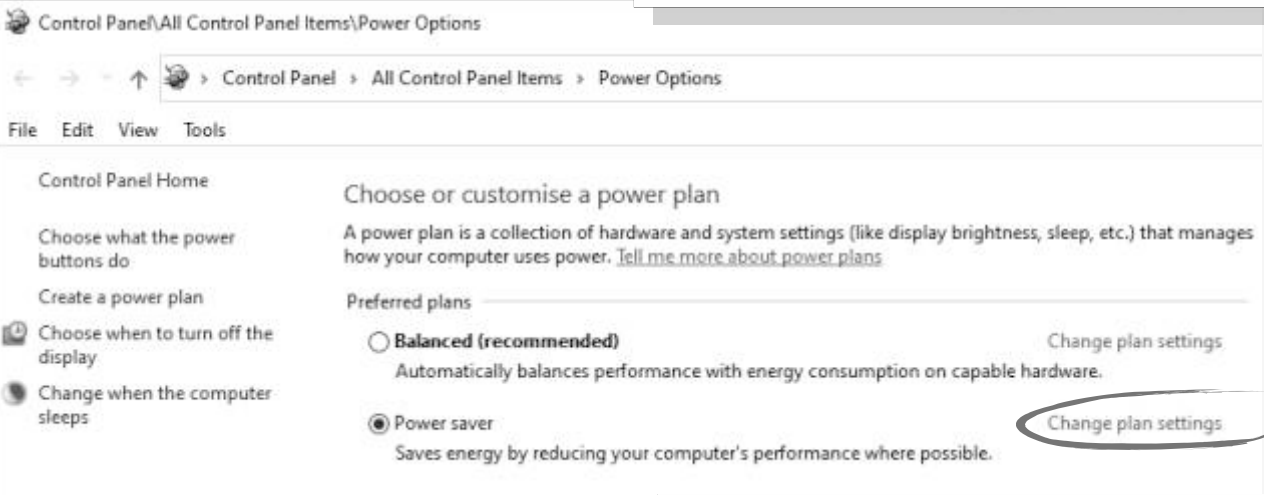 Control Panel\All Control Panel Items\Power Options
Control Panel > All Control Panel Items > Power Options
File Edit View Tools
Control Panel Home
Choose what the power
buttons do
Create a power plan
Choose when to turn off the
display
Change when the computer
sleeps
Choose or customise a power plan
A power plan is a collection of hardware and system settings (like display brightness, sleep, etc.) that manages
how your computer uses power. Tell me more about power plans
Preferred plans
Balanced (recommended) Change plan settings
Automatically balances performance with energy consumption on capable hardware.
Power saver Change plan settings
Saves energy by reducing your computer's performance where possible.